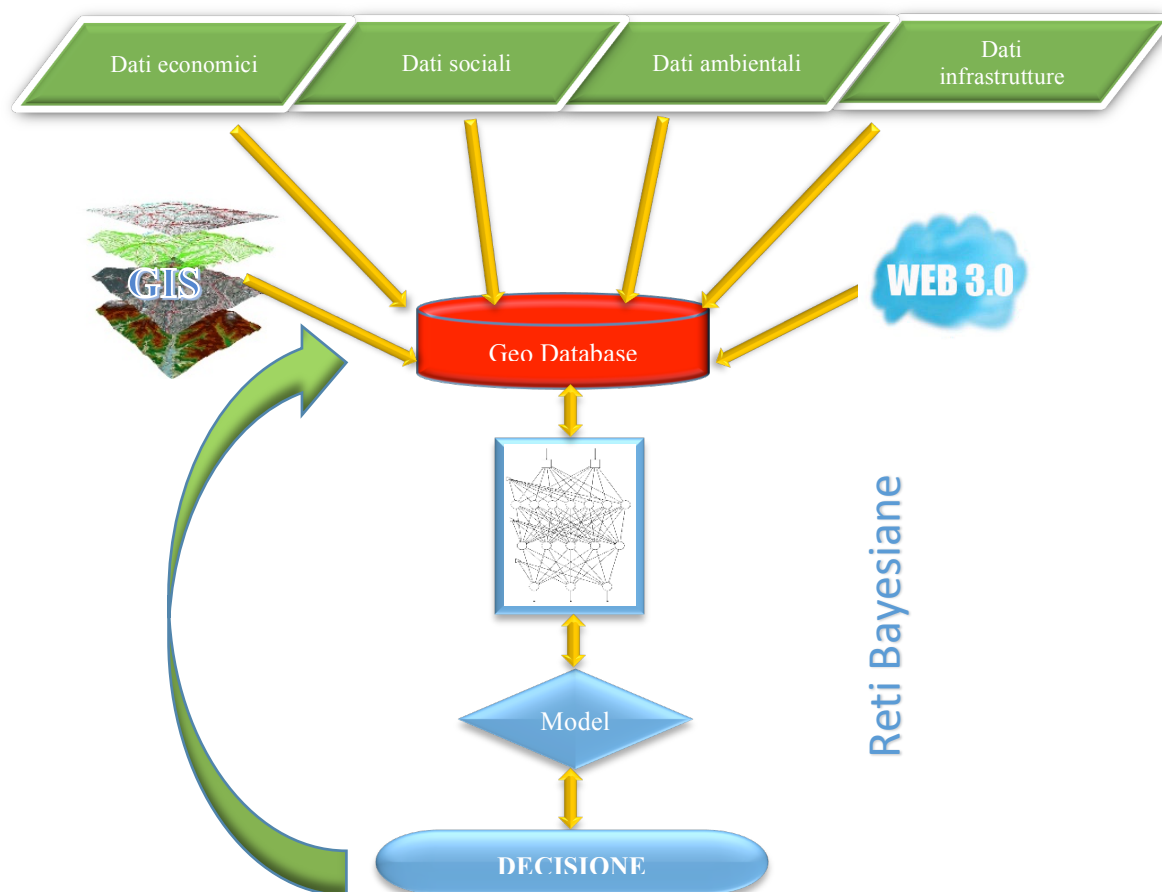 Dati economici
Dati sociali
Dati ambientali
Dati
infrastrutture
GIS
WEB 3.0
Geo Database
Reti Bayesiane
Model
DECISIONE